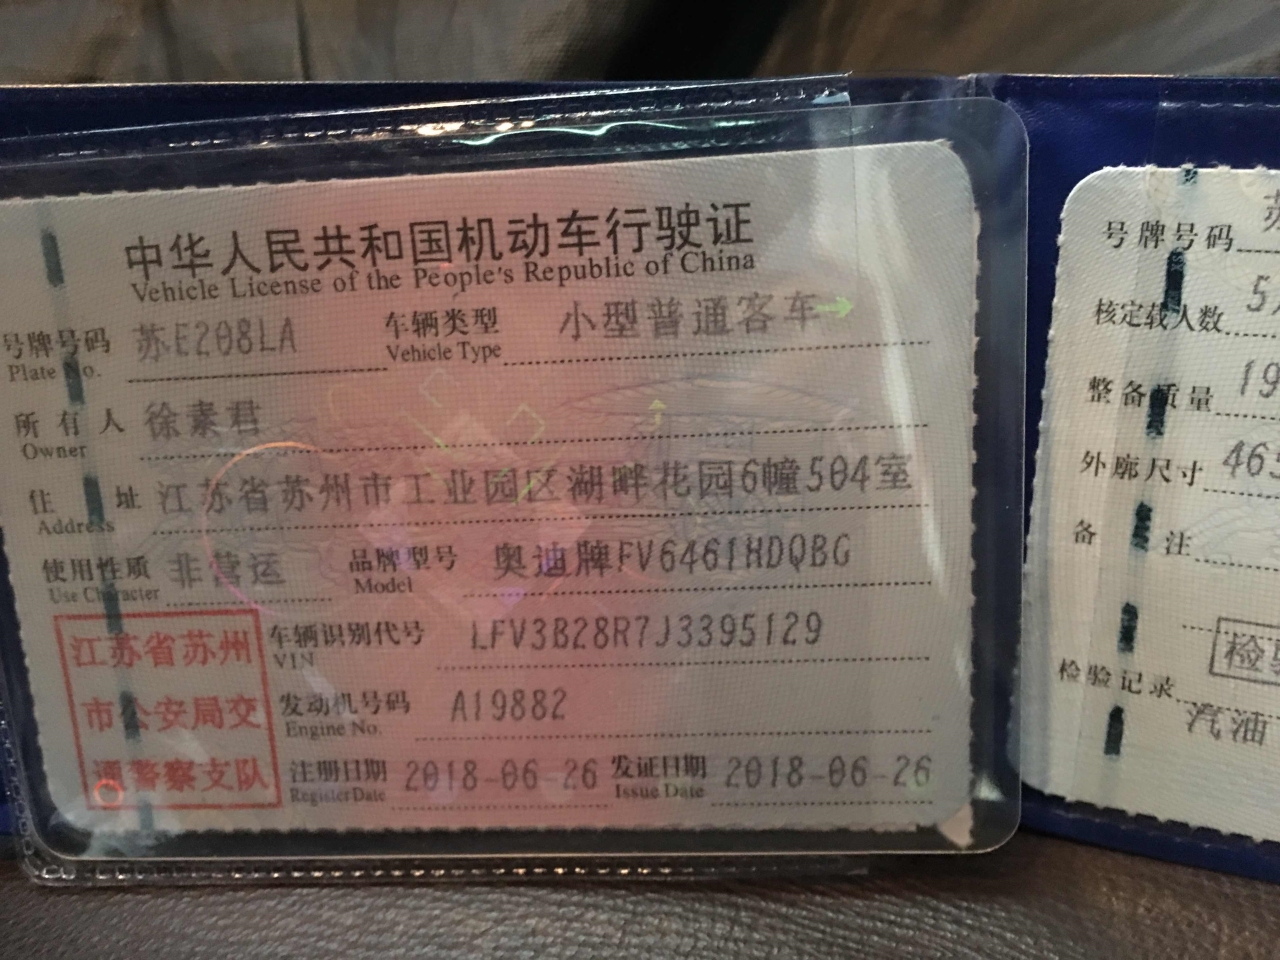 中华人民共和国机动车行驶证
Vehicle License of the People's Republic of China
号牌号码 苏E208LA 车辆类型 小型普通客车
Plate No. Vehicle Type
所有人 徐素君
Owner
住址 江苏省苏州市工业园区湖畔花园6幢504室
Address
使用性质 非营运 品牌型号 奥迪牌FV6461HDQBG
Use Character Model
车辆识别代号 LFV3B28R7J3395129
VIN
发动机号码 A19882
Engine No.
注册日期 2018-06-26 发证日期 2018-06-26
Register Date Issue Date
江苏省苏州
市公安局交
通警察支队
号牌号码 苏
核定载人数 5
整备质量 19
外廓尺寸 465
备注
检验记录 检
汽油